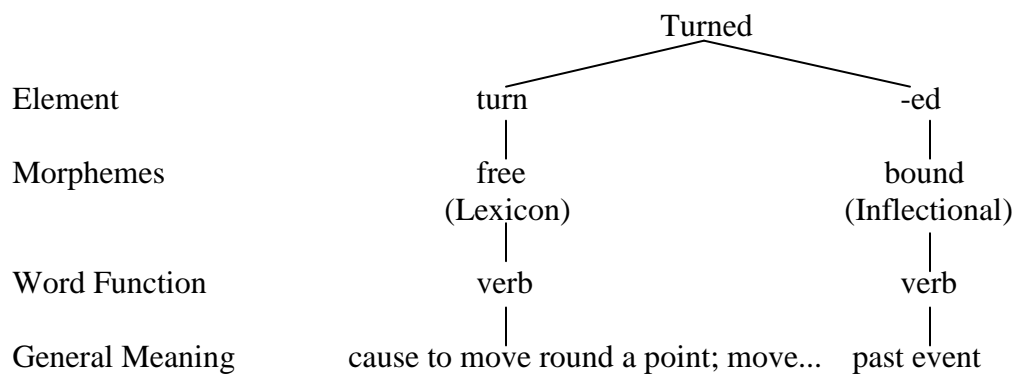 Turned
Element turn -ed
Morphemes free bound
(Lexicon) (Inflectional)
Word Function verb verb
General Meaning cause to move round a point; move... past event